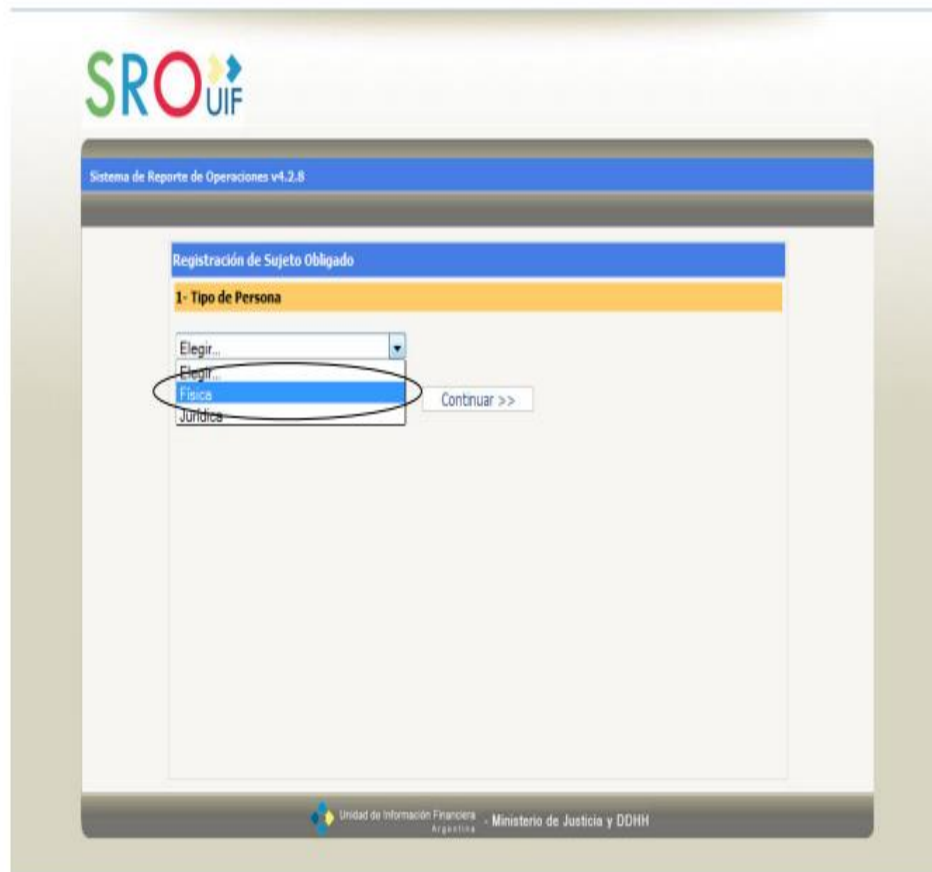 SRO UIF
Sistema de Reporte de Operaciones v4.2.8
Registración de Sujeto Obligado
1- Tipo de Persona
Elegir...
Elegir...
Física
Jurídica
Continuar >>
Unidad de Información Financiera
Argentina
- Ministerio de Justicia y DDHH